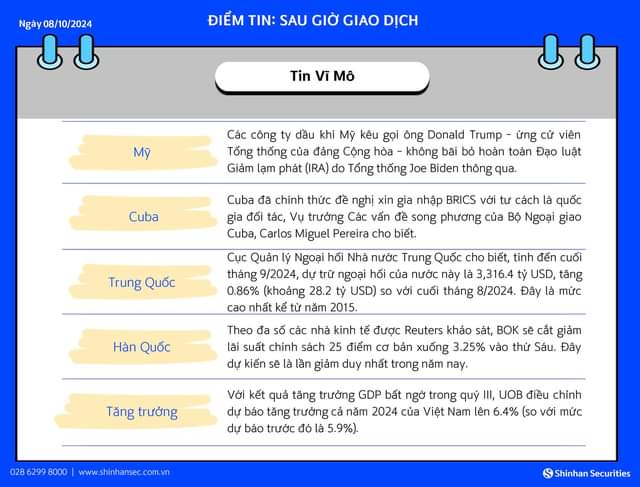 Ngày 08/10/2024
ĐIỂM TIN: SAU GIỜ GIAO DỊCH
Tin Vĩ Mô
Mỹ
Các công ty dầu khí Mỹ kêu gọi ông Donald Trump – ứng cử viên
Tổng thống của đảng Cộng hòa – không bãi bỏ hoàn toàn Đạo luật
Giảm lạm phát (IRA) do Tổng thống Joe Biden thông qua.
Cuba
Cuba đã chính thức đề nghị xin gia nhập BRICS với tư cách là quốc
gia đối tác, Vụ trưởng Các vấn đề song phương của Bộ Ngoại giao
Cuba, Carlos Miguel Pereira cho biết.
Trung Quốc
Cục Quản lý Ngoại hối Nhà nước Trung Quốc cho biết, tính đến cuối
tháng 9/2024, dự trữ ngoại hối của nước này là 3,316.4 tỷ USD, tăng
0.86% (khoảng 28.2 tỷ USD) so với cuối tháng 8/2024. Đây là mức
cao nhất kể từ năm 2015.
Hàn Quốc
Theo đa số các nhà kinh tế được Reuters khảo sát, BOK sẽ cắt giảm
lãi suất chính sách 25 điểm cơ bản xuống 3.25% vào thứ Sáu. Đây
dự kiến sẽ là lần giảm duy nhất trong năm nay.
Tăng trưởng
Với kết quả tăng trưởng GDP bất ngờ trong quý III, UOB điều chỉnh
dự báo tăng trưởng cả năm 2024 của Việt Nam lên 6.4% (so với mức
dự báo trước đó là 5.9%).
028 6299 8000 | www.shinhansec.com.vn
Shinhan Securities